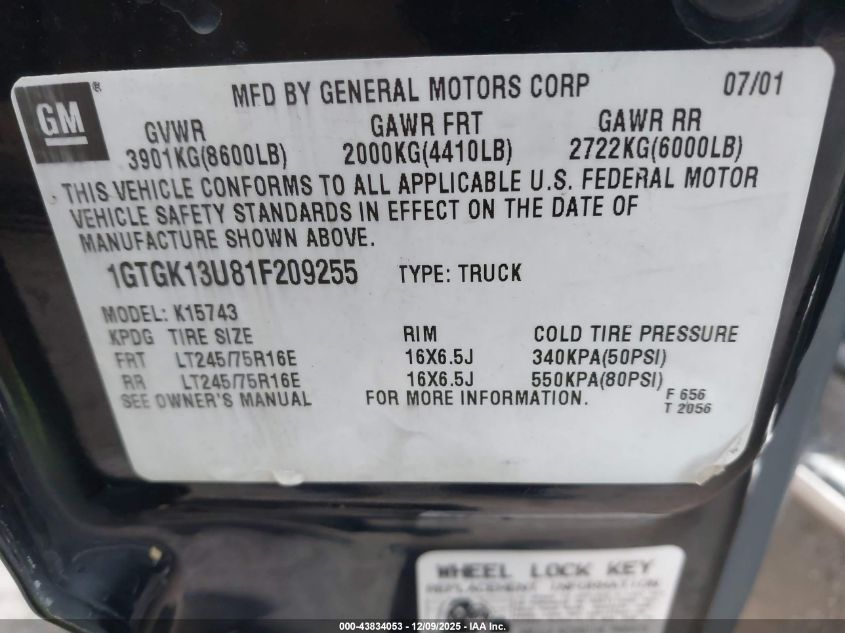 GM®
MFD BY GENERAL MOTORS CORP 07/01
GVWR GAWR FRT GAWR RR
3901KG(8600LB) 2000KG(4410LB) 2722KG(6000LB)
THIS VEHICLE CONFORMS TO ALL APPLICABLE U.S. FEDERAL MOTOR
VEHICLE SAFETY STANDARDS IN EFFECT ON THE DATE OF
MANUFACTURE SHOWN ABOVE.
1GTGK13U81F209255 TYPE: TRUCK
MODEL: K15743
KPDG TIRE SIZE RIM COLD TIRE PRESSURE
FRT LT245/75R16E 16X6.5J 340KPA(50PSI)
RR LT245/75R16E 16X6.5J 550KPA(80PSI)
SEE OWNER'S MANUAL FOR MORE INFORMATION.
F 656
T 2056
WHEEL LOCK KEY
REPLACEMENT INFORMATION
000-43834053 - 12/09/2025 - IAA Inc.